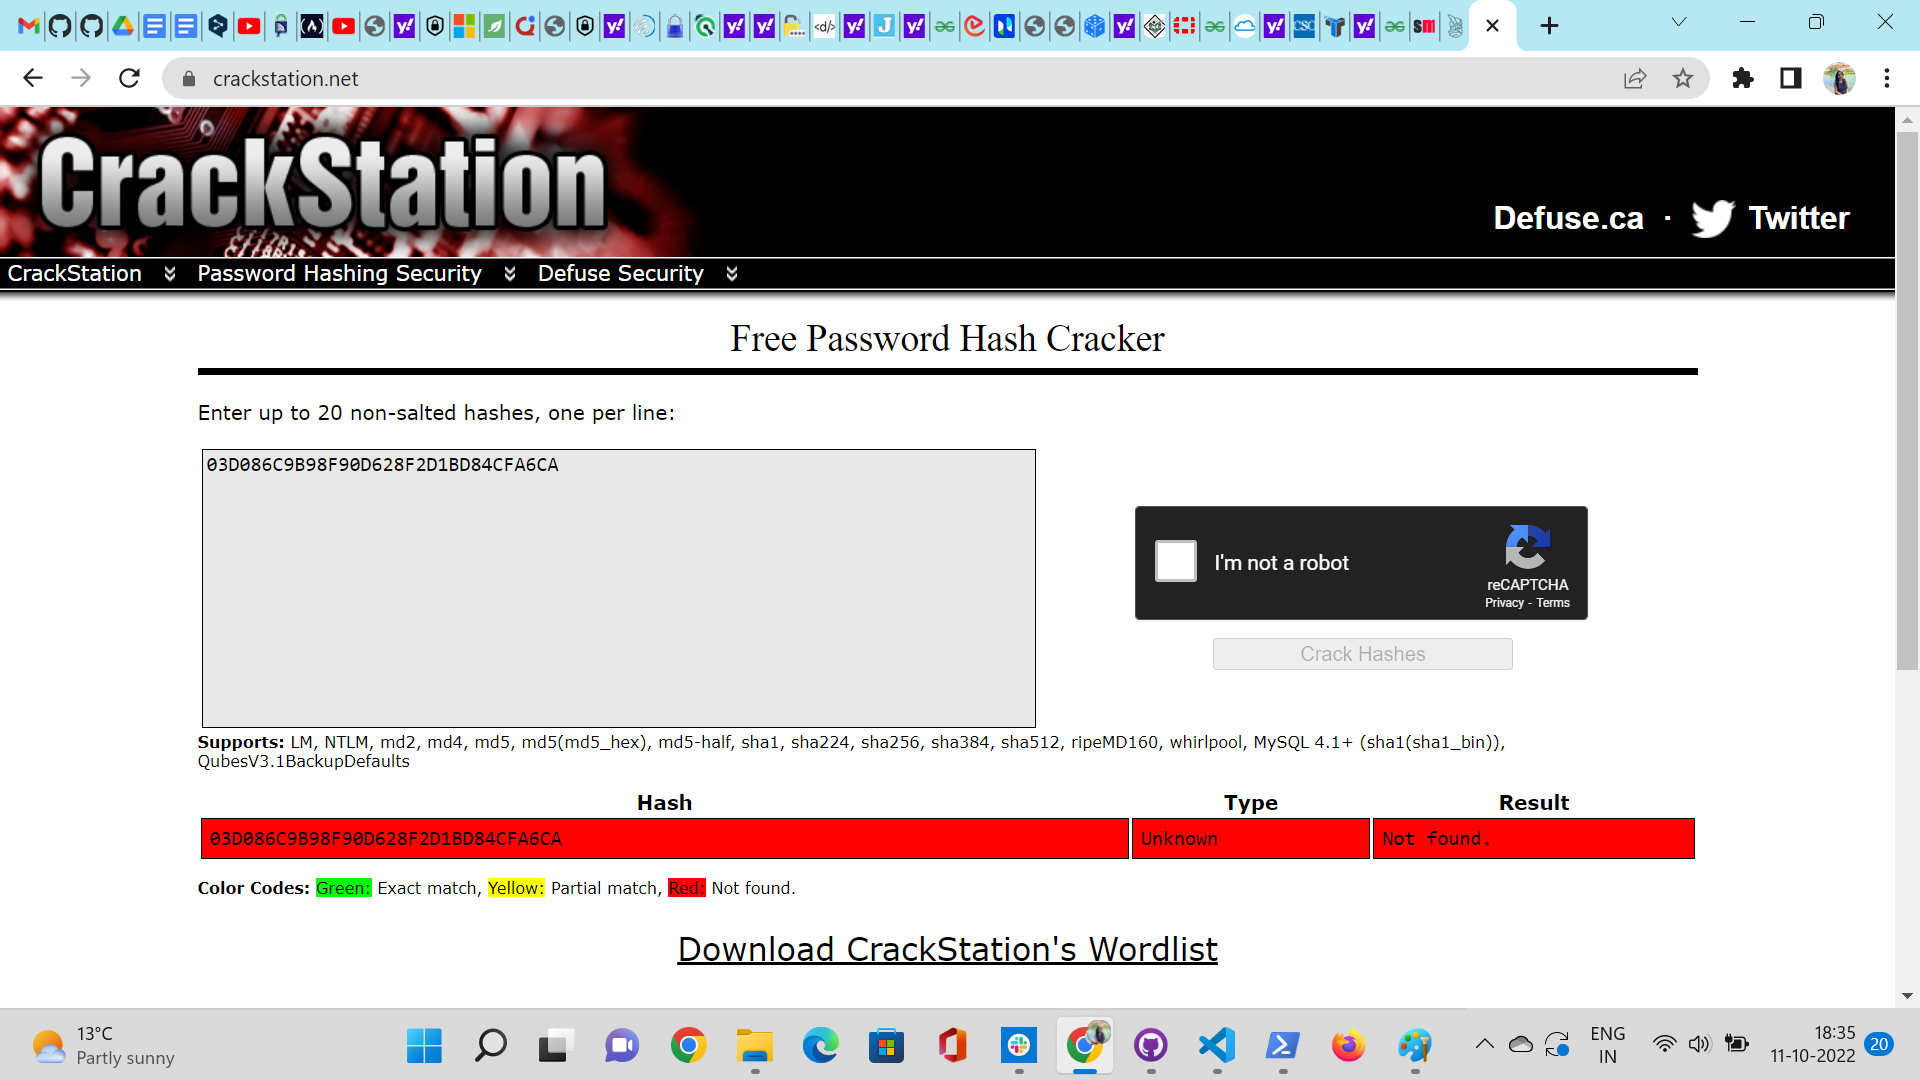 crackstation.net
CrackStation
Defuse.ca · Twitter
CrackStation Password Hashing Security Defuse Security
Free Password Hash Cracker
Enter up to 20 non-salted hashes, one per line:
03D086C9B98F90D628F2D1BD84CFA6CA
I'm not a robot
reCAPTCHA
Privacy - Terms
Crack Hashes
Supports: LM, NTLM, md2, md4, md5, md5(md5_hex), md5-half, sha1, sha224, sha256, sha384, sha512, ripeMD160, whirlpool, MySQL 4.1+ (sha1(sha1_bin)),
QubesV3.1BackupDefaults
Hash Type Result
03D086C9B98F90D628F2D1BD84CFA6CA Unknown Not found.
Color Codes: Green: Exact match, Yellow: Partial match, Red: Not found.
Download CrackStation's Wordlist
13°C
Partly sunny
ENG
IN
18:35
11-10-2022
20